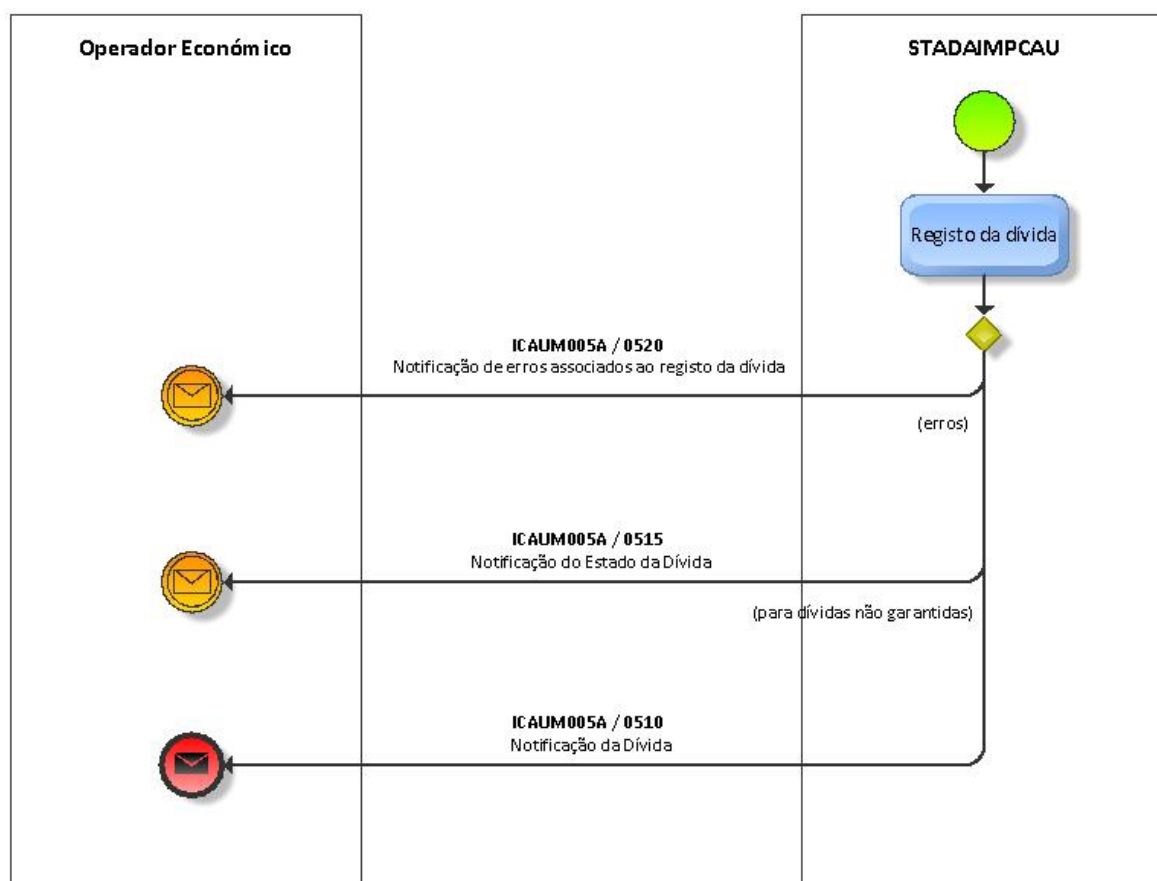 Operador Económico
STADAIMPCAU
Registo da dívida
ICAUM005A / 0520
Notificação de erros associados ao registo da dívida
(erros)
ICAUM005A / 0515
Notificação do Estado da Dívida
(para dívidas não garantidas)
ICAUM005A / 0510
Notificação da Dívida